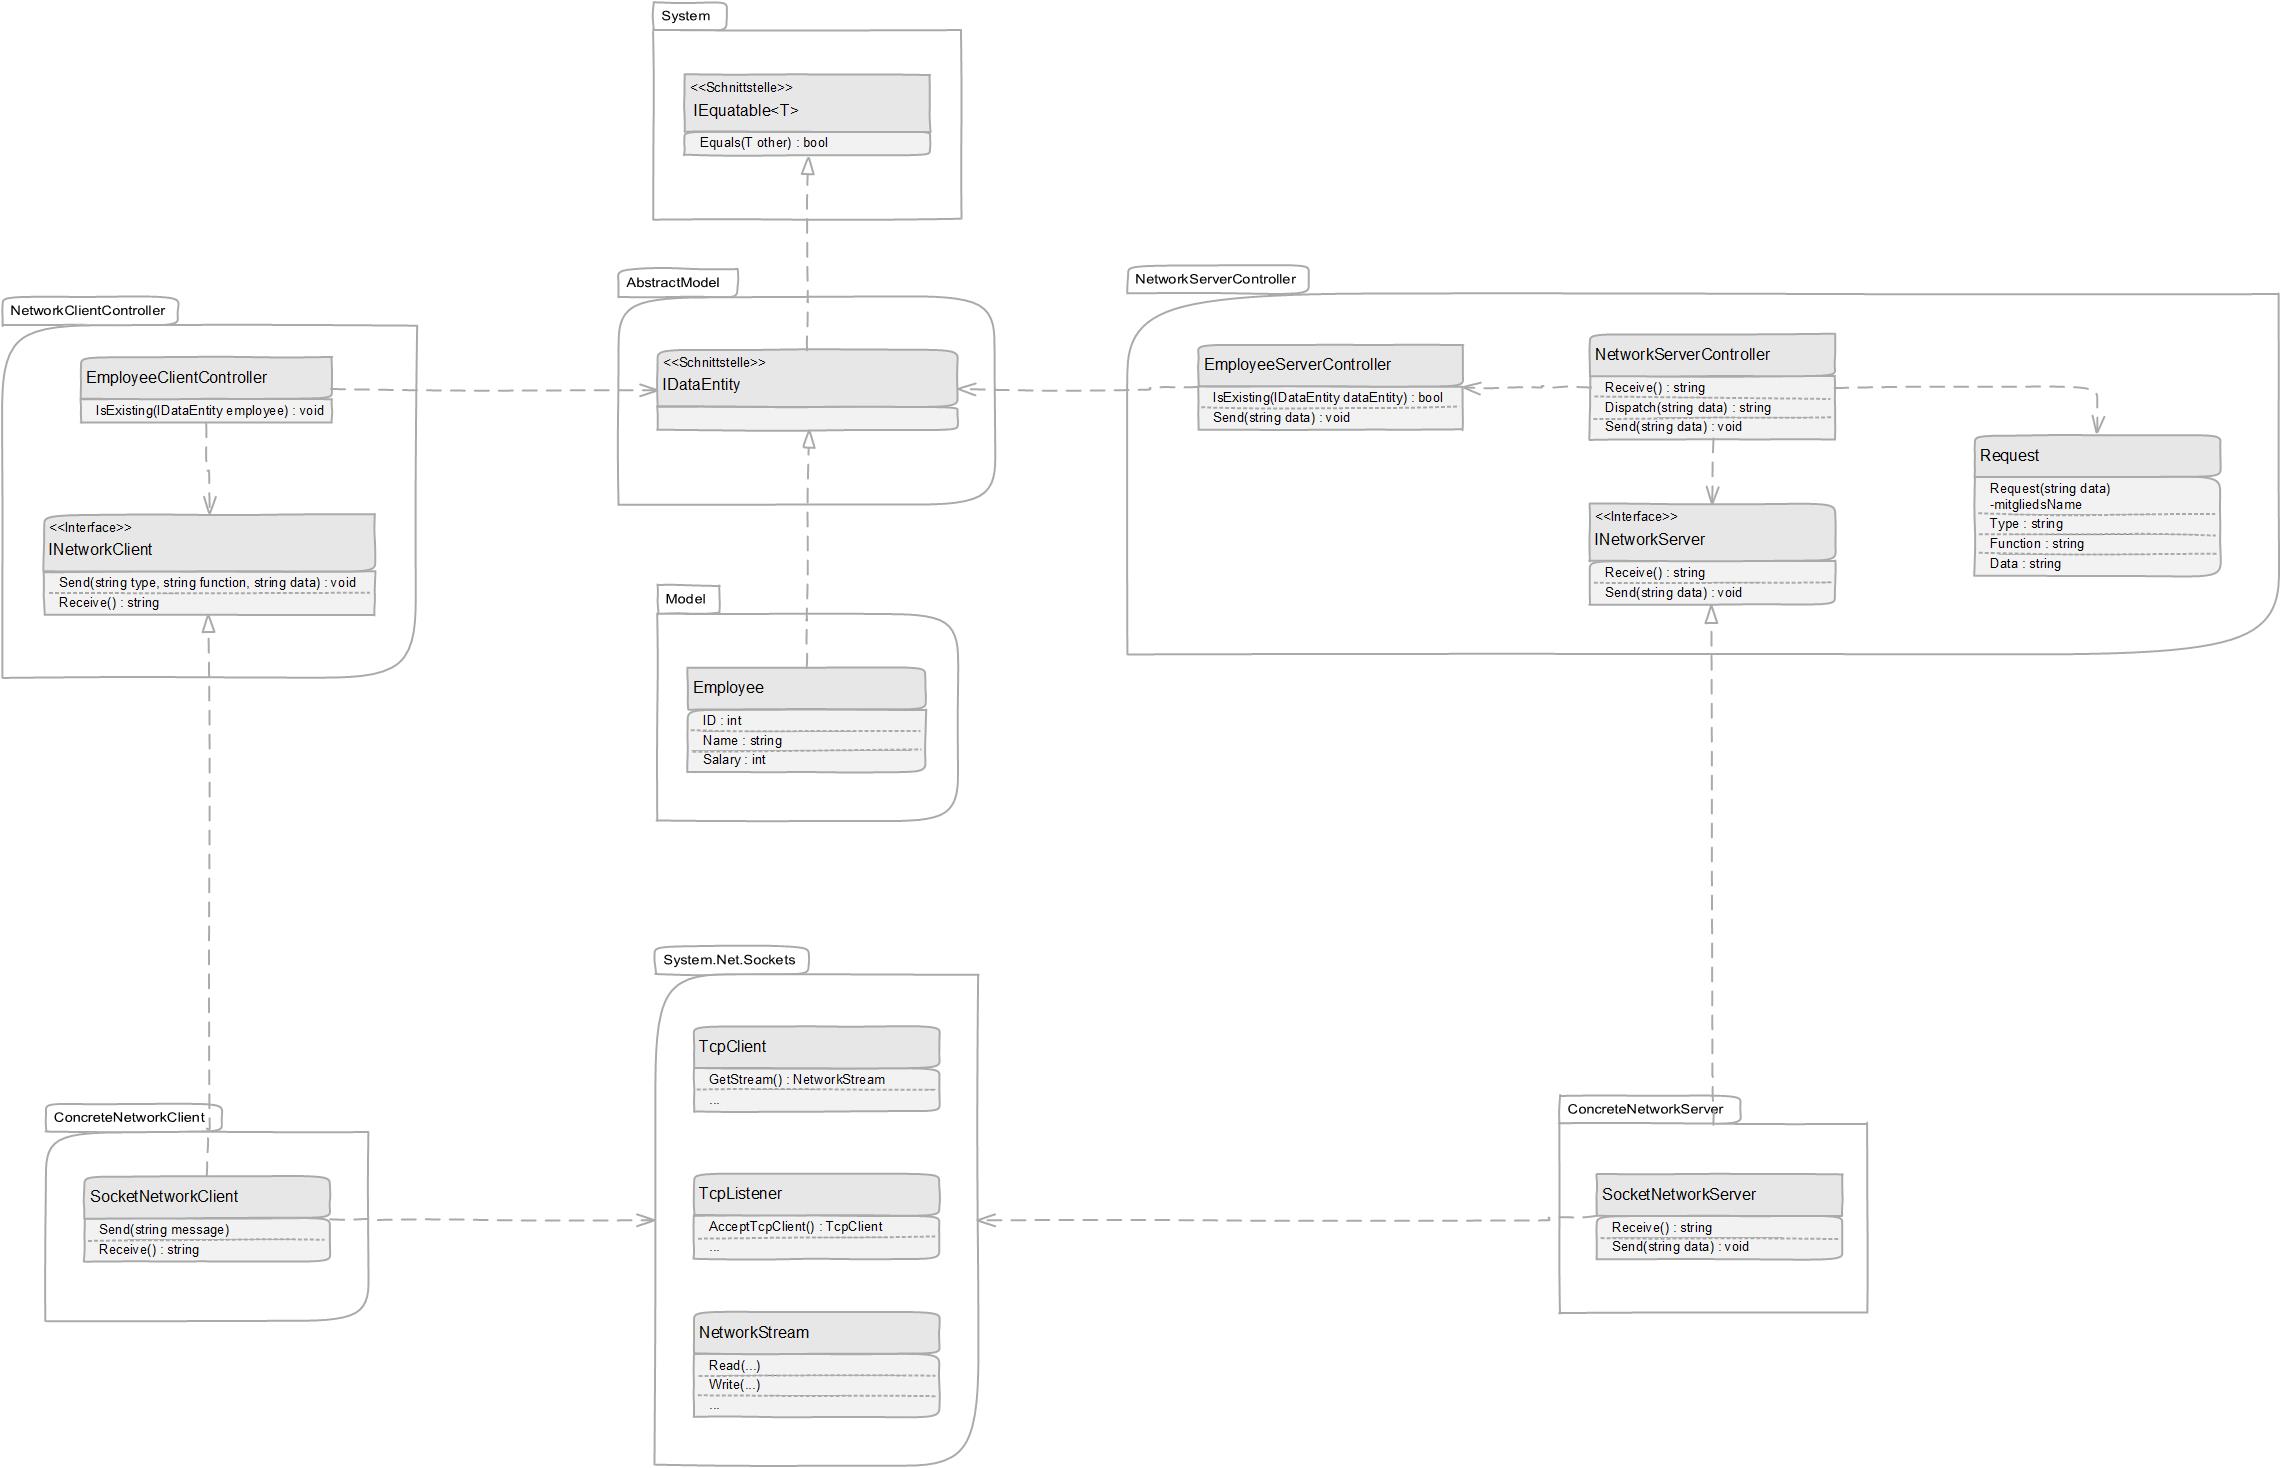 System
<<Schnittstelle>>
IEquatable<T>
Equals(T other) : bool
NetworkClientController
EmployeeClientController
IsExisting(IDataEntity employee) : void
<<Interface>>
INetworkClient
Send(string type, string function, string data) : void
Receive() : string
AbstractModel
<<Schnittstelle>>
IDataEntity
NetworkServerController
EmployeeServerController
IsExisting(IDataEntity dataEntity) : bool
Send(string data) : void
NetworkServerController
Receive() : string
Dispatch(string data) : string
Send(string data) : void
Request
Request(string data)
-mitgliedsName
Type : string
Function : string
Data : string
<<Interface>>
INetworkServer
Receive() : string
Send(string data) : void
Model
Employee
ID : int
Name : string
Salary : int
ConcreteNetworkClient
SocketNetworkClient
Send(string message)
Receive() : string
System.Net.Sockets
TcpClient
GetStream() : NetworkStream
...
TcpListener
AcceptTcpClient() : TcpClient
...
NetworkStream
Read(...)
Write(...)
...
ConcreteNetworkServer
SocketNetworkServer
Receive() : string
Send(string data) : void